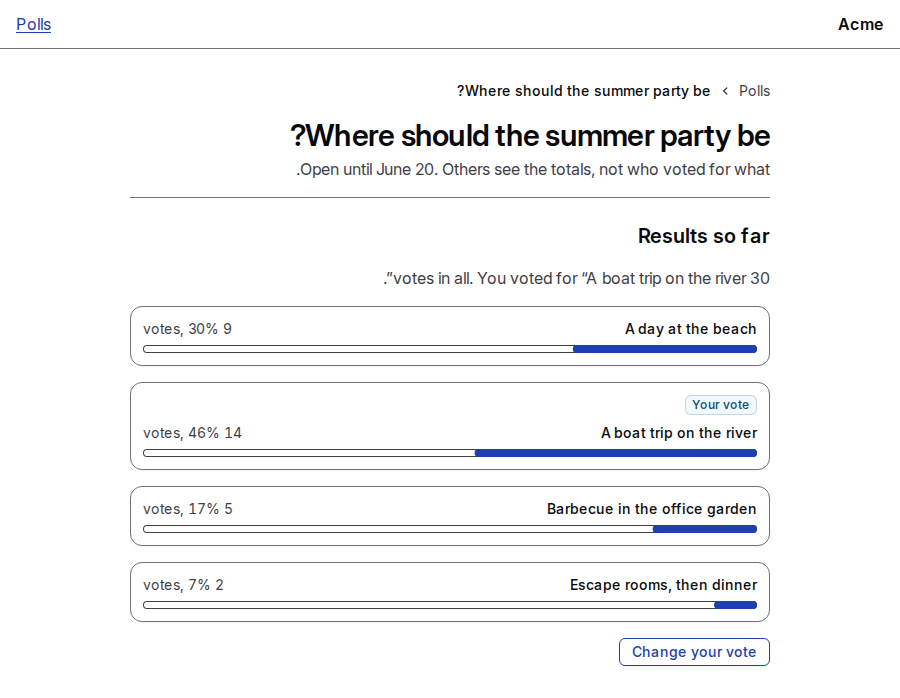 Acme
Polls
Polls › ?Where should the summer party be
?Where should the summer party be
.Open until June 20. Others see the totals, not who voted for what
Results so far
.”votes in all. You voted for “A boat trip on the river 30
A day at the beach
votes, 30% 9
Your vote
A boat trip on the river
votes, 46% 14
Barbecue in the office garden
votes, 17% 5
Escape rooms, then dinner
votes, 7% 2
Change your vote